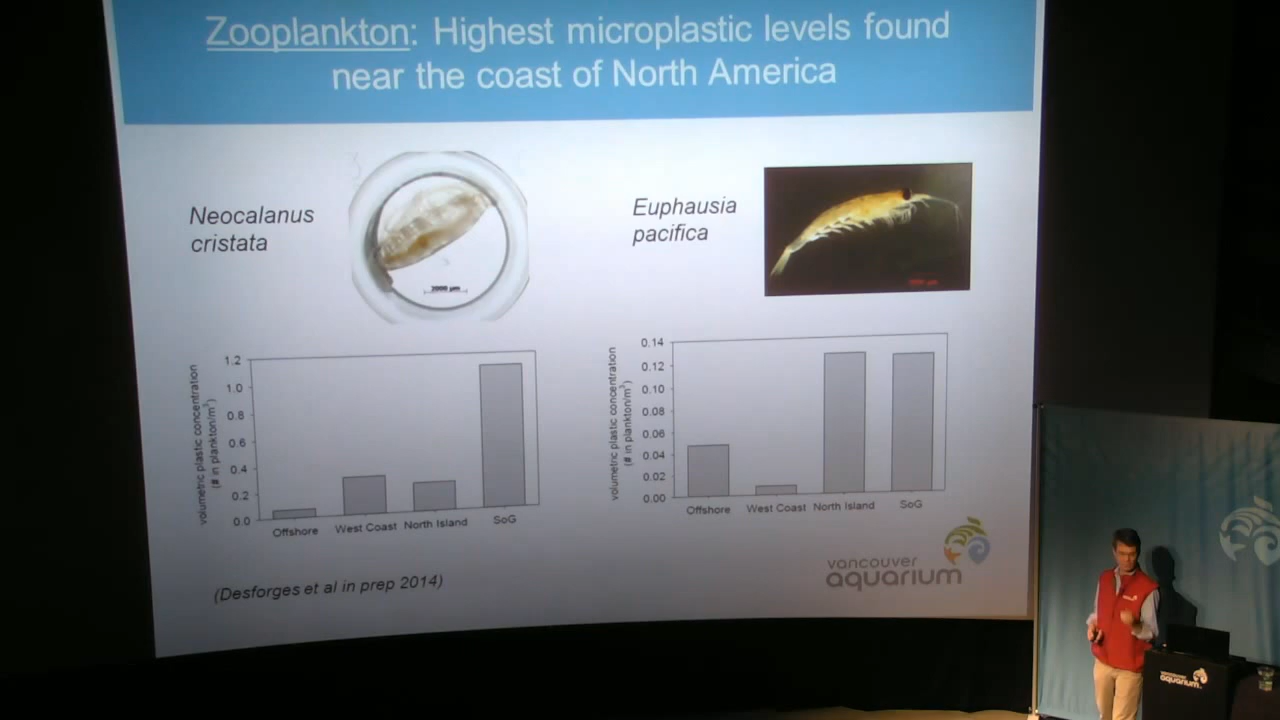 Zooplankton: Highest microplastic levels found
near the coast of North America
Neocalanus
cristata
3
2000 µm
Euphausia
pacifica
volumetric plastic concentration
(# in plankton/m³)
1.2
1.0
0.8
0.6
0.4
0.2
0.0
Offshore
West Coast
North Island
SoG
volumetric plastic concentration
(# in plankton/m³)
0.14
0.12
0.10
0.08
0.06
0.04
0.02
0.00
Offshore
West Coast
North Island
SoG
(Desforges et al in prep 2014)
vancouver
aquarium
vancouver
aquarium